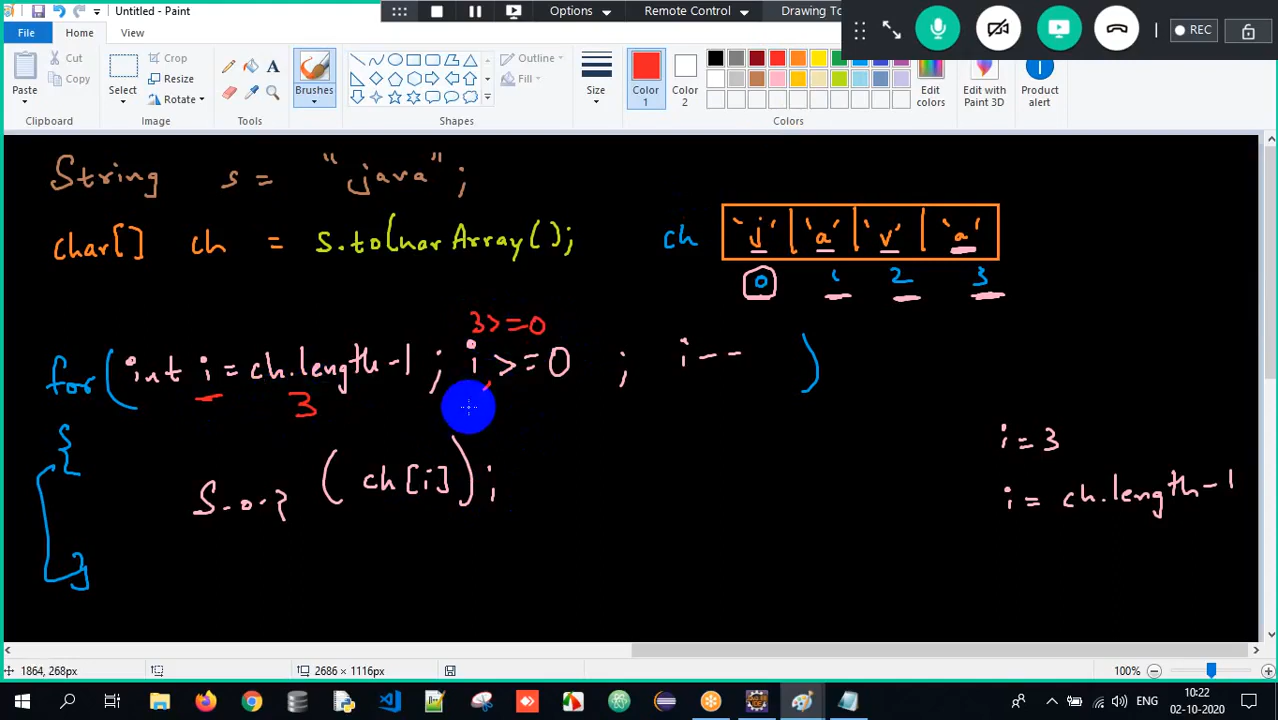 Untitled - Paint
Options
Remote Control
Drawing To
REC
File
Home
View
Paste
Cut
Copy
Clipboard
Select
Crop
Resize
Rotate
Image
Tools
Brushes
Shapes
Outline
Fill
Size
Color 1
Color 2
Colors
Edit colors
Edit with Paint 3D
Product alert
String s = "java";
char[] ch = s.toCharArray();
ch 'j' 'a' 'v' 'a'
0 1 2 3
3>=0
for(int i = ch.length-1; i >=0 ; i-- )
3
{
S.o.p (ch[i]);
}
i = 3
i = ch.length-1
1864, 268px
2686 × 1116px
100%
ENG
10:22
02-10-2020